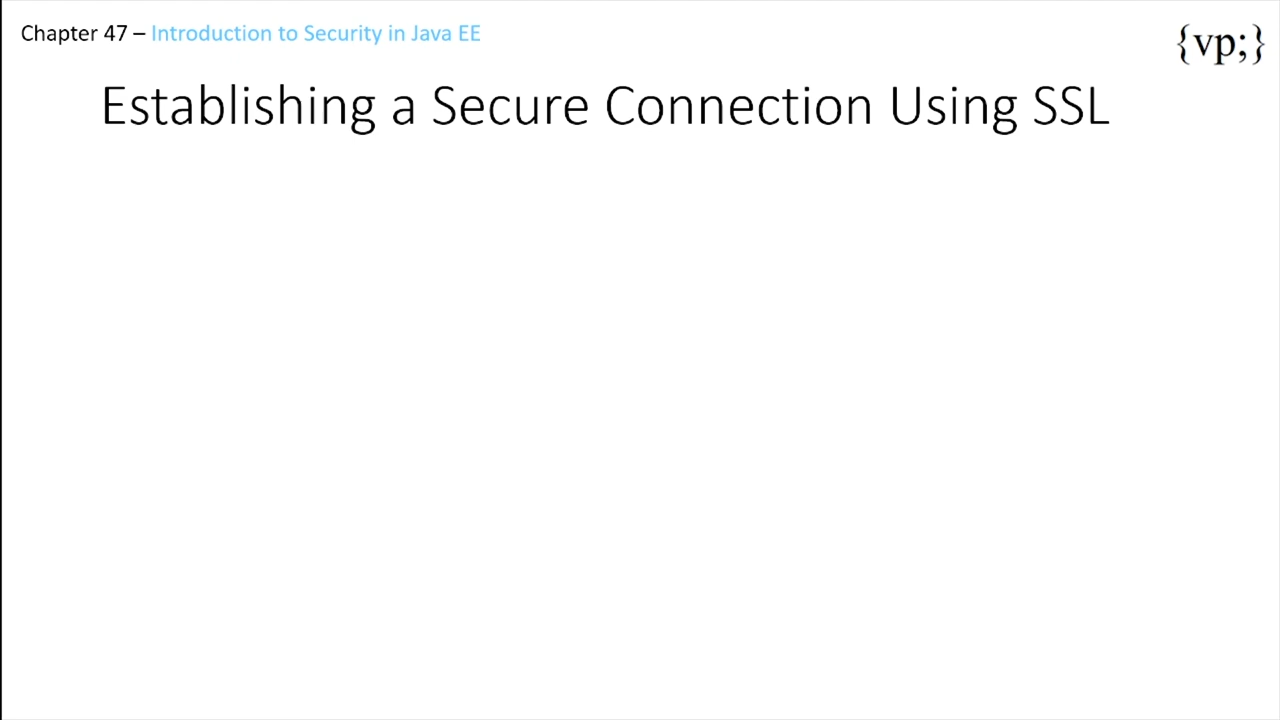 Chapter 47 – Introduction to Security in Java EE
{vp;}
Establishing a Secure Connection Using SSL